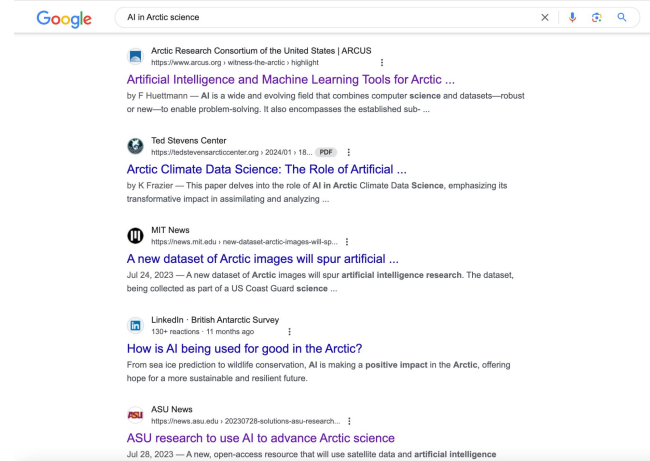 Google
AI in Arctic science
Arctic Research Consortium of the United States | ARCUS
https://www.arcus.org › witness-the-arctic › highlight
Artificial Intelligence and Machine Learning Tools for Arctic ...
by F Huettmann — AI is a wide and evolving field that combines computer science and datasets—robust
or new—to enable problem-solving. It also encompasses the established sub- ...
Ted Stevens Center
https://tedstevensarcticcenter.org › 2024/01 › 18... PDF
Arctic Climate Data Science: The Role of Artificial ...
by K Frazier — This paper delves into the role of AI in Arctic Climate Data Science, emphasizing its
transformative impact in assimilating and analyzing ...
MIT News
https://news.mit.edu › new-dataset-arctic-images-will-sp...
A new dataset of Arctic images will spur artificial ...
Jul 24, 2023 — A new dataset of Arctic images will spur artificial intelligence research. The dataset,
being collected as part of a US Coast Guard science ...
in
LinkedIn · British Antarctic Survey
130+ reactions · 11 months ago
How is AI being used for good in the Arctic?
From sea ice prediction to wildlife conservation, AI is making a positive impact in the Arctic, offering
hope for a more sustainable and resilient future.
ASU
ASU News
https://news.asu.edu › 20230728-solutions-asu-research...
ASU research to use AI to advance Arctic science
Jul 28, 2023 — A new, open-access resource that will use satellite data and artificial intelligence